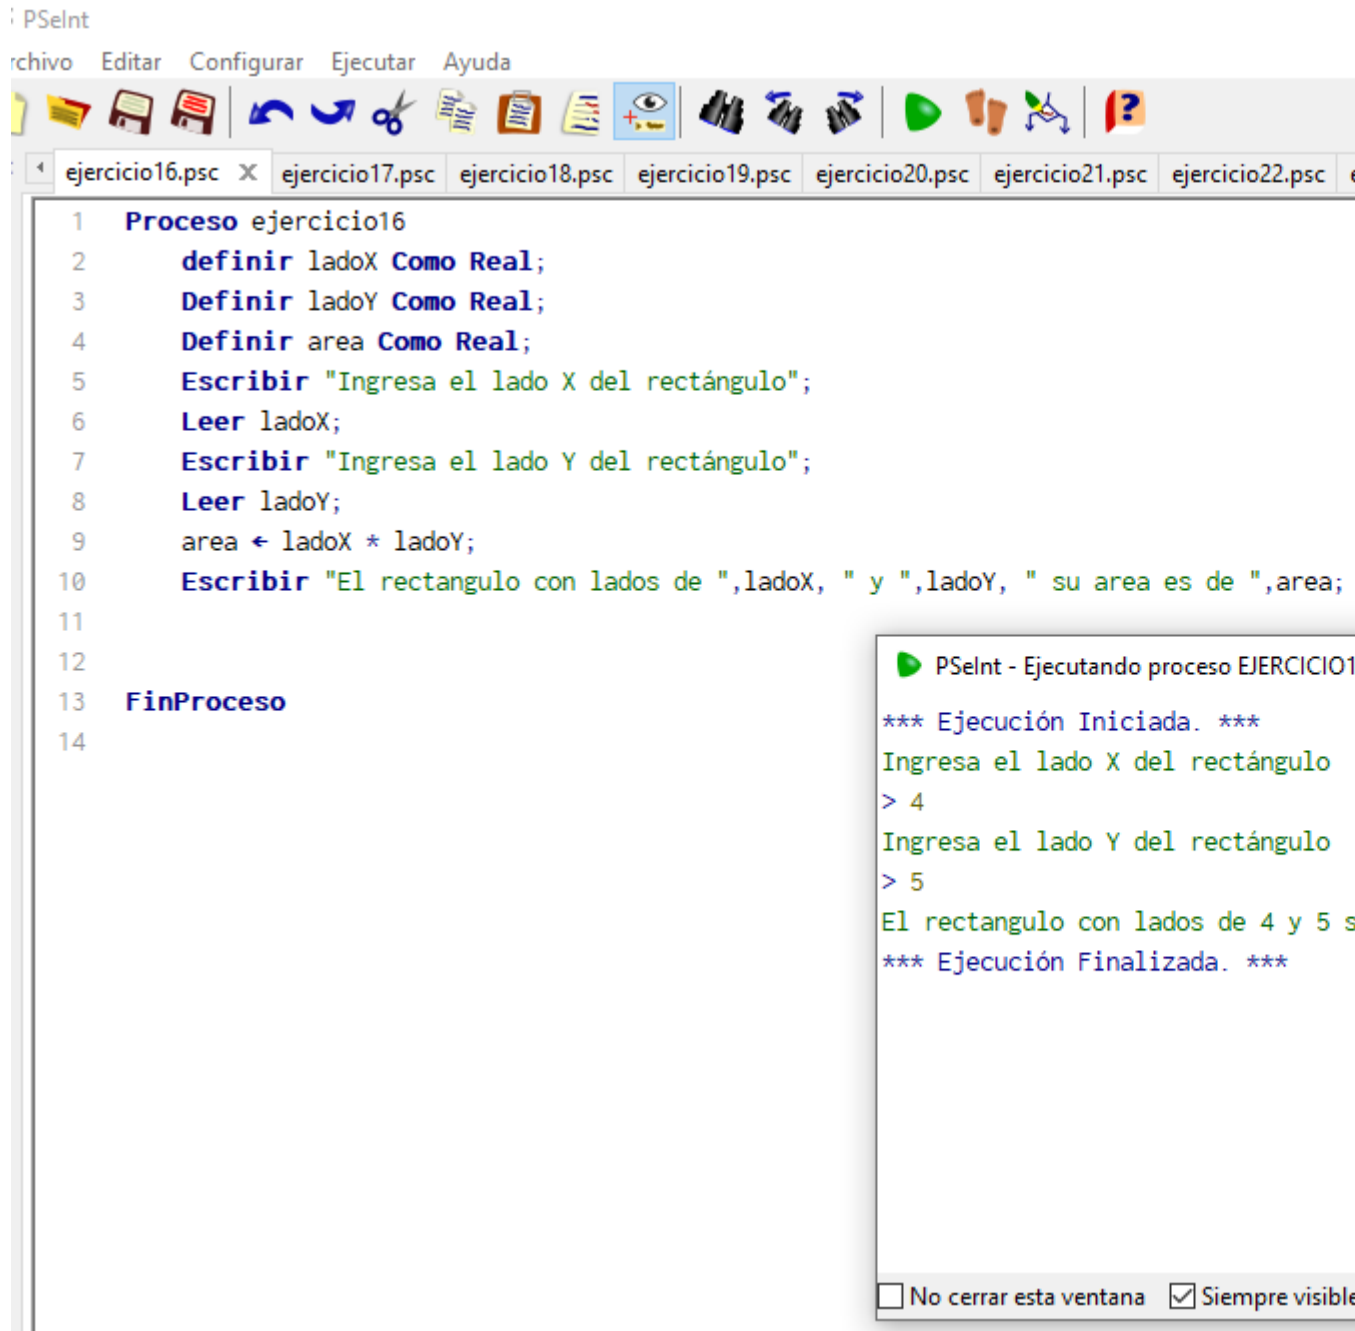 PSeInt
rchivo Editar Configurar Ejecutar Ayuda
ejercicio16.psc ejercicio17.psc ejercicio18.psc ejercicio19.psc ejercicio20.psc ejercicio21.psc ejercicio22.psc
1 Proceso ejercicio16
2 definir ladoX Como Real;
3 Definir ladoY Como Real;
4 Definir area Como Real;
5 Escribir "Ingresa el lado X del rectángulo";
6 Leer ladoX;
7 Escribir "Ingresa el lado Y del rectángulo";
8 Leer ladoY;
9 area ← ladoX * ladoY;
10 Escribir "El rectangulo con lados de ",ladoX, " y ",ladoY, " su area es de ",area;
11
12
13 FinProceso
14
PSeInt - Ejecutando proceso EJERCICIO1
*** Ejecución Iniciada. ***
Ingresa el lado X del rectángulo
> 4
Ingresa el lado Y del rectángulo
> 5
El rectangulo con lados de 4 y 5 s
*** Ejecución Finalizada. ***
No cerrar esta ventana Siempre visible